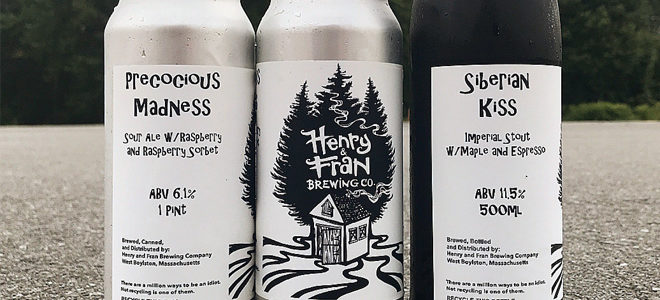 Precocious
Madness
Sour Ale W/Raspberry
and Raspberry Sorbet
ABV 6.1%
1 Pint
Brewed, Canned,
and Distributed by:
Henry and Fran Brewing Company
West Boylston, Massachusetts
There are a million ways to be an idiot.
Not recycling is one of them.
Henry
&
Fran
BREWING CO.
Siberian
Kiss
Imperial Stout
W/Maple and Espresso
ABV 11.5%
500ML
Brewed, Bottled
and Distributed by:
Henry and Fran Brewing Company
West Boylston, Massachusetts
There are a million ways to be an idiot.
Not recycling is one of them.